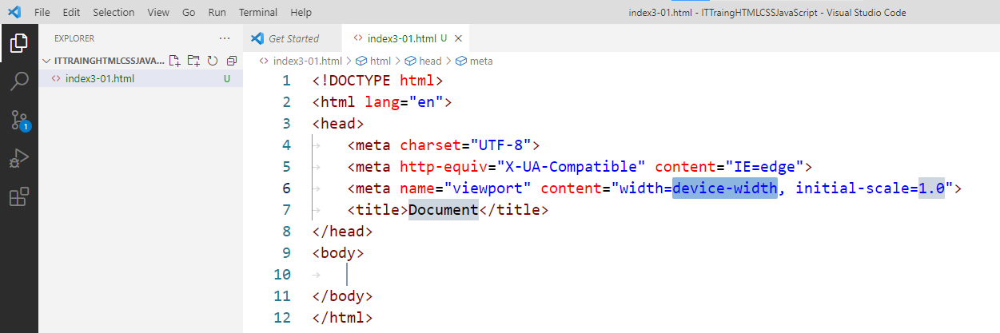 File Edit Selection View Go Run Terminal Help index3-01.html - ITTraingHTMLCSSJavaScript - Visual Studio Code
EXPLORER ···
ITTRAINGHTMLCSSJAVA...
index3-01.html U
1
Get Started index3-01.html U
index3-01.html > html > head > meta
1 <!DOCTYPE html>
2 <html lang="en">
3 <head>
4 <meta charset="UTF-8">
5 <meta http-equiv="X-UA-Compatible" content="IE=edge">
6 <meta name="viewport" content="width=device-width, initial-scale=1.0">
7 <title>Document</title>
8 </head>
9 <body>
10
11 </body>
12 </html>